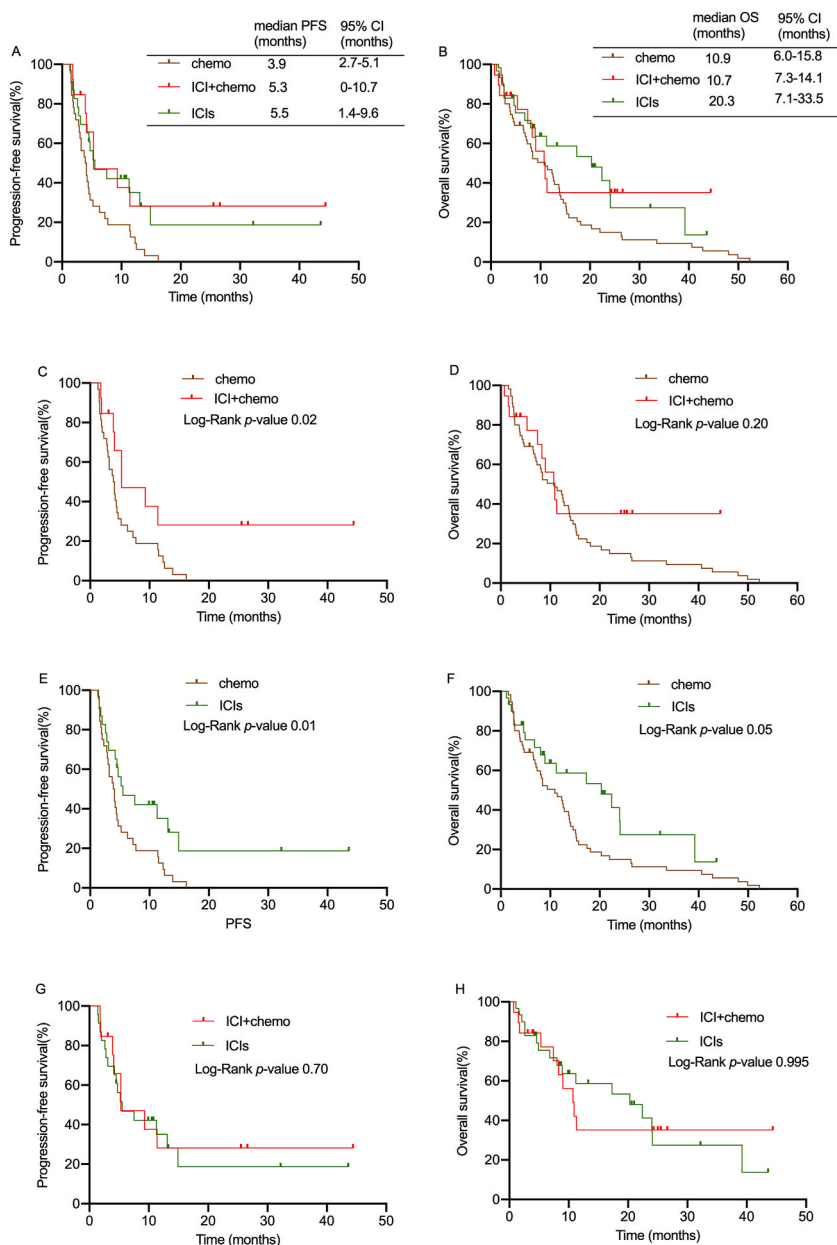 A
median PFS 95% CI
(months) (months)
chemo 3.9 2.7-5.1
ICI+chemo 5.3 0-10.7
ICIs 5.5 1.4-9.6
Progression-free survival(%)
100
80
60
40
20
0
0 10 20 30 40 50
Time (months)
B
median OS 95% CI
(months) (months)
chemo 10.9 6.0-15.8
ICI+chemo 10.7 7.3-14.1
ICIs 20.3 7.1-33.5
Overall survival(%)
100
80
60
40
20
0
0 10 20 30 40 50 60
Time (months)
C
chemo
ICI+chemo
Log-Rank p-value 0.02
Progression-free survival(%)
100
80
60
40
20
0
0 10 20 30 40 50
Time (months)
D
chemo
ICI+chemo
Log-Rank p-value 0.20
Overall survival(%)
100
80
60
40
20
0
0 10 20 30 40 50 60
Time (months)
E
chemo
ICIs
Log-Rank p-value 0.01
Progression-free survival(%)
100
80
60
40
20
0
0 10 20 30 40 50
PFS
F
chemo
ICIs
Log-Rank p-value 0.05
Overall survival(%)
100
80
60
40
20
0
0 10 20 30 40 50 60
Time (months)
G
ICI+chemo
ICIs
Log-Rank p-value 0.70
Progression-free survival(%)
100
80
60
40
20
0
0 10 20 30 40 50
Time (months)
H
ICI+chemo
ICIs
Log-Rank p-value 0.995
Overall survival(%)
100
80
60
40
20
0
0 10 20 30 40 50
Time (months)